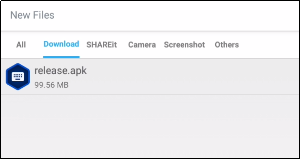 New Files
All Download SHAREit Camera Screenshot Others
release.apk
99.56 MB